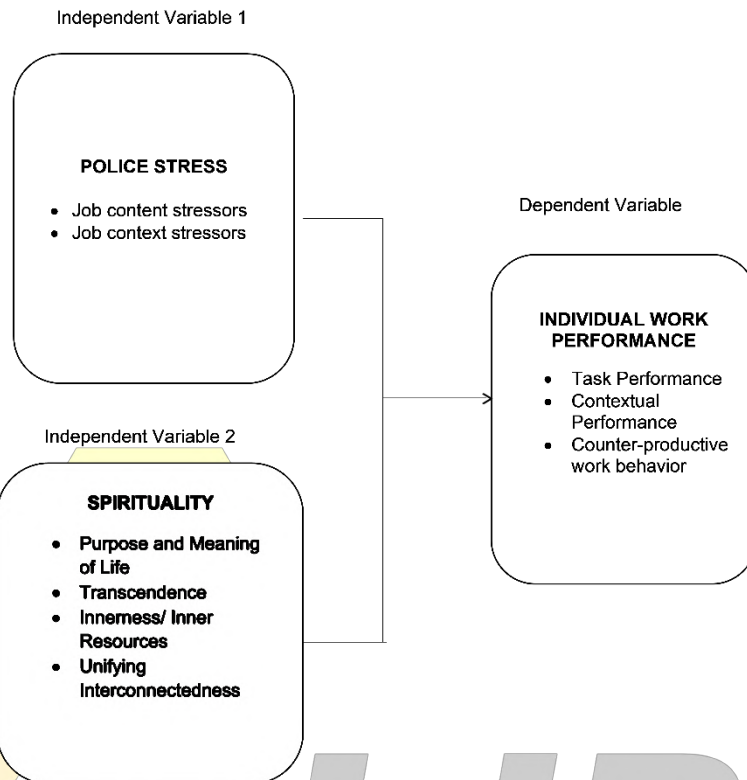 Independent Variable 1
POLICE STRESS
• Job content stressors
• Job context stressors
Independent Variable 2
SPIRITUALITY
• Purpose and Meaning
of Life
• Transcendence
• Innerness/ Inner
Resources
• Unifying
Interconnectedness
Dependent Variable
INDIVIDUAL WORK
PERFORMANCE
• Task Performance
• Contextual
Performance
• Counter-productive
work behavior